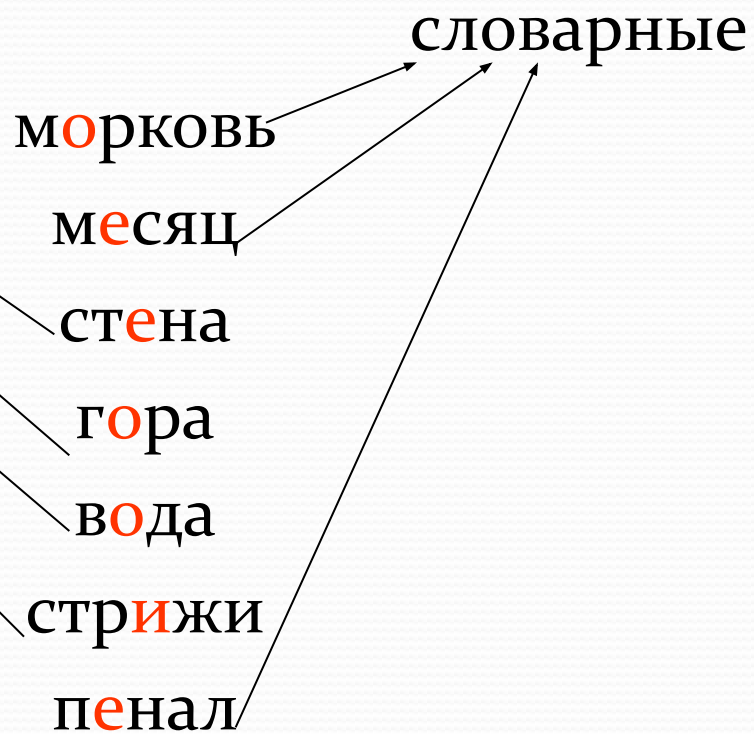 словарные
морковь
месяц
стена
гора
вода
стрижи
пенал